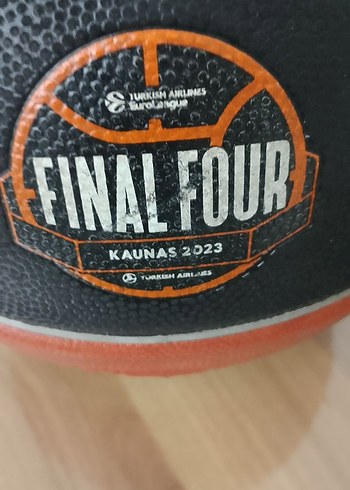 TURKISH AIRLINES
EuroLeague
FINAL FOUR
KAUNAS 2023
TURKISH AIRLINES